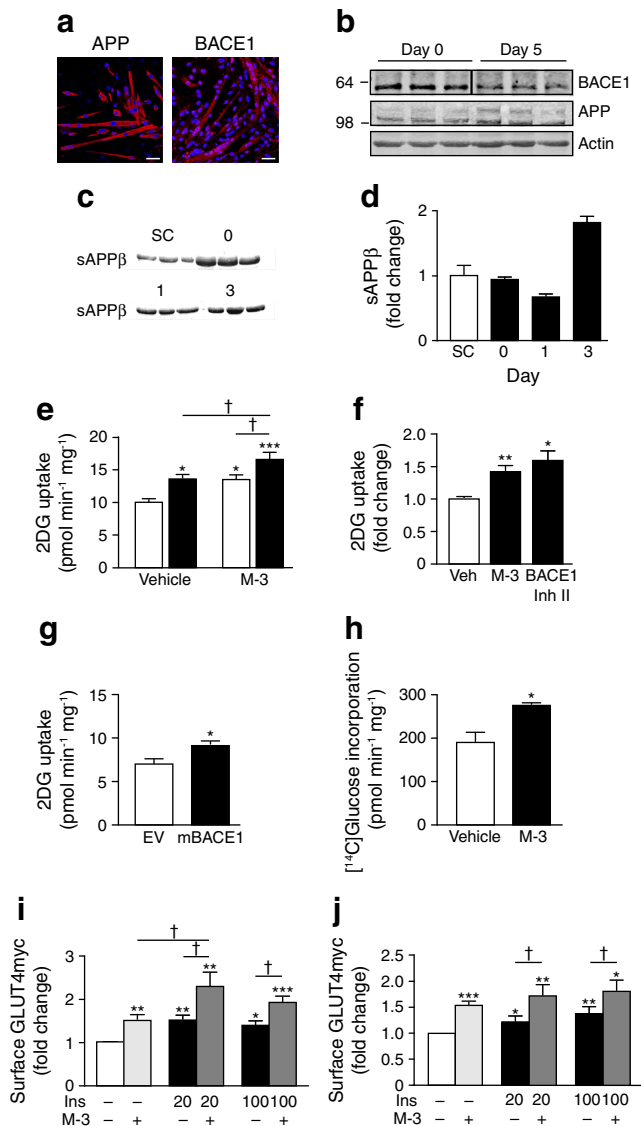 a
APP BACE1
b
Day 0 Day 5
64 – BACE1
98 – APP
Actin
c
SC 0
sAPPβ
1 3
sAPPβ
d
sAPPβ
(fold change)
2
1
0
SC 0 1 3
Day
e
2DG uptake
(pmol min⁻¹ mg⁻¹)
20
15
10
5
0
* * ***
† †
Vehicle M-3
f
2DG uptake
(fold change)
2.0
1.5
1.0
0.5
0
** *
Veh M-3 BACE1
Inh II
g
2DG uptake
(pmol min⁻¹ mg⁻¹)
15
10
5
0
*
EV mBACE1
h
[¹⁴C]Glucose incorporation
(pmol min⁻¹ mg⁻¹)
300
200
100
0
*
Vehicle M-3
i
Surface GLUT4myc
(fold change)
3
2
1
0
† † †
** ** ** * ***
Ins – – 20 20 100 100
M-3 – + – + – +
j
Surface GLUT4myc
(fold change)
2.5
2.0
1.5
1.0
0.5
0
† †
*** * ** ** *
Ins – – 20 20 100 100
M-3 – + – + – +